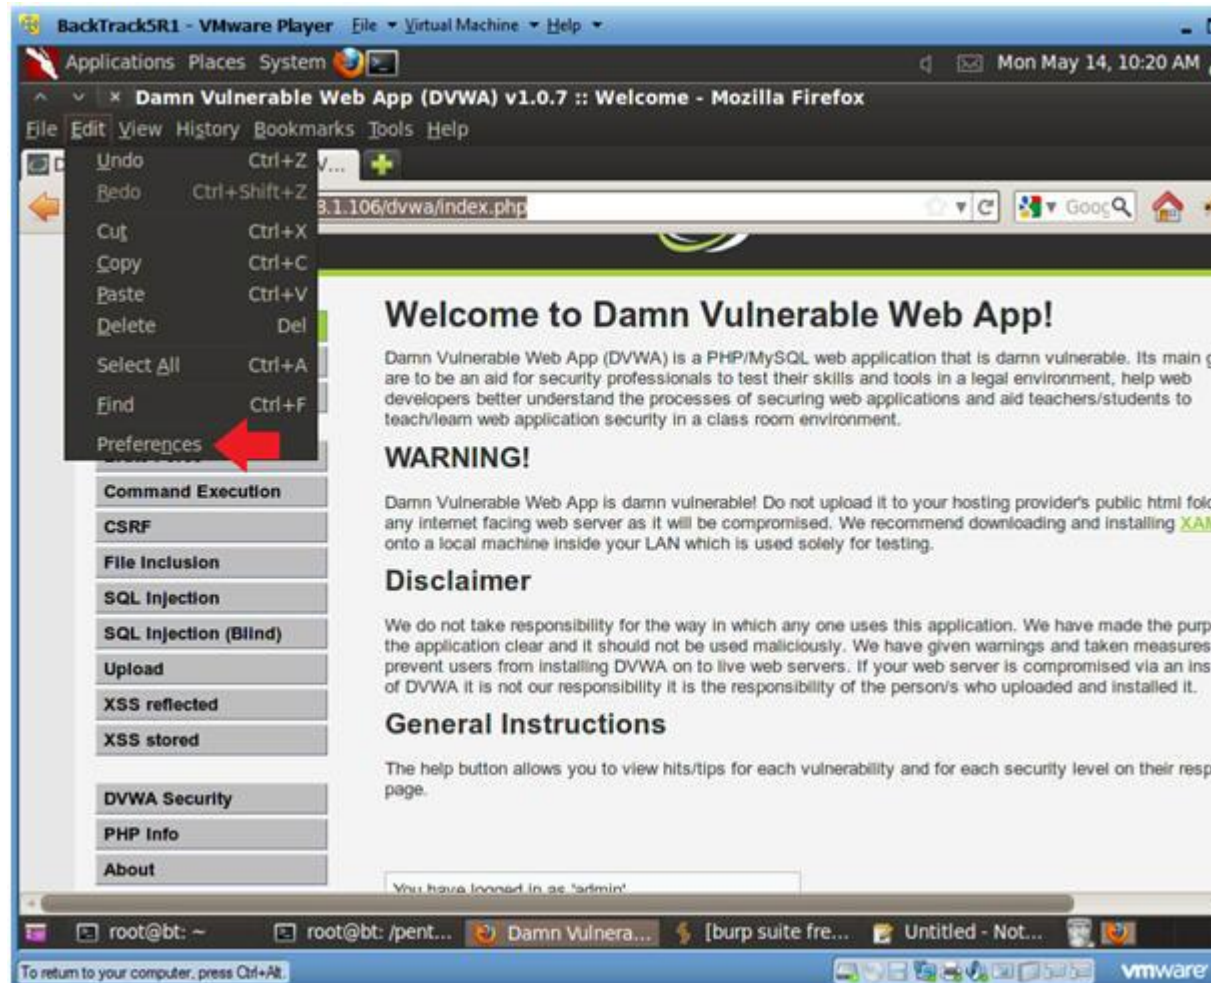 BackTrack5R1 - VMware Player File Virtual Machine Help
Applications Places System Mon May 14, 10:20 AM
Damn Vulnerable Web App (DVWA) v1.0.7 :: Welcome - Mozilla Firefox
File Edit View History Bookmarks Tools Help
Undo Ctrl+Z
Redo Ctrl+Shift+Z
.1.106/dvwa/index.php
Cut Ctrl+X
Copy Ctrl+C
Paste Ctrl+V
Delete Del
Select All Ctrl+A
Find Ctrl+F
Preferences
Command Execution
CSRF
File Inclusion
SQL Injection
SQL Injection (Blind)
Upload
XSS reflected
XSS stored
DVWA Security
PHP Info
About
Welcome to Damn Vulnerable Web App!
Damn Vulnerable Web App (DVWA) is a PHP/MySQL web application that is damn vulnerable. Its main
are to be an aid for security professionals to test their skills and tools in a legal environment, help web
developers better understand the processes of securing web applications and aid teachers/students to
teach/learn web application security in a class room environment.
WARNING!
Damn Vulnerable Web App is damn vulnerable! Do not upload it to your hosting provider's public html
any internet facing web server as it will be compromised. We recommend downloading and installing
onto a local machine inside your LAN which is used solely for testing.
Disclaimer
We do not take responsibility for the way in which any one uses this application. We have made the
the application clear and it should not be used maliciously. We have given warnings and taken measures
prevent users from installing DVWA on to live web servers. If your web server is compromised via an
of DVWA it is not our responsibility it is the responsibility of the person/s who uploaded and installed it.
General Instructions
The help button allows you to view hits/tips for each vulnerability and for each security level on their
page.
You have logged in as 'admin'
root@bt: ~ root@bt: /pent... Damn Vulnera... [burp suite fre... Untitled - Not...
To return to your computer, press Ctrl+Alt. vmware